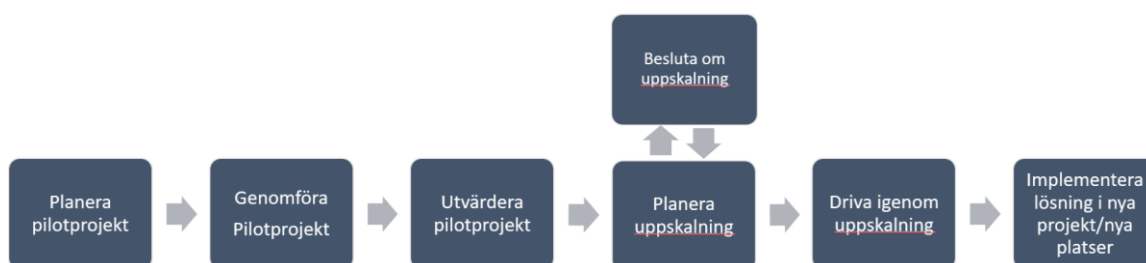 Besluta om
uppskalning
Planera
pilotprojekt
Genomföra
Pilotprojekt
Utvärdera
pilotprojekt
Planera
uppskalning
Driva igenom
uppskalning
Implementera
lösning i nya
projekt/nya
platser